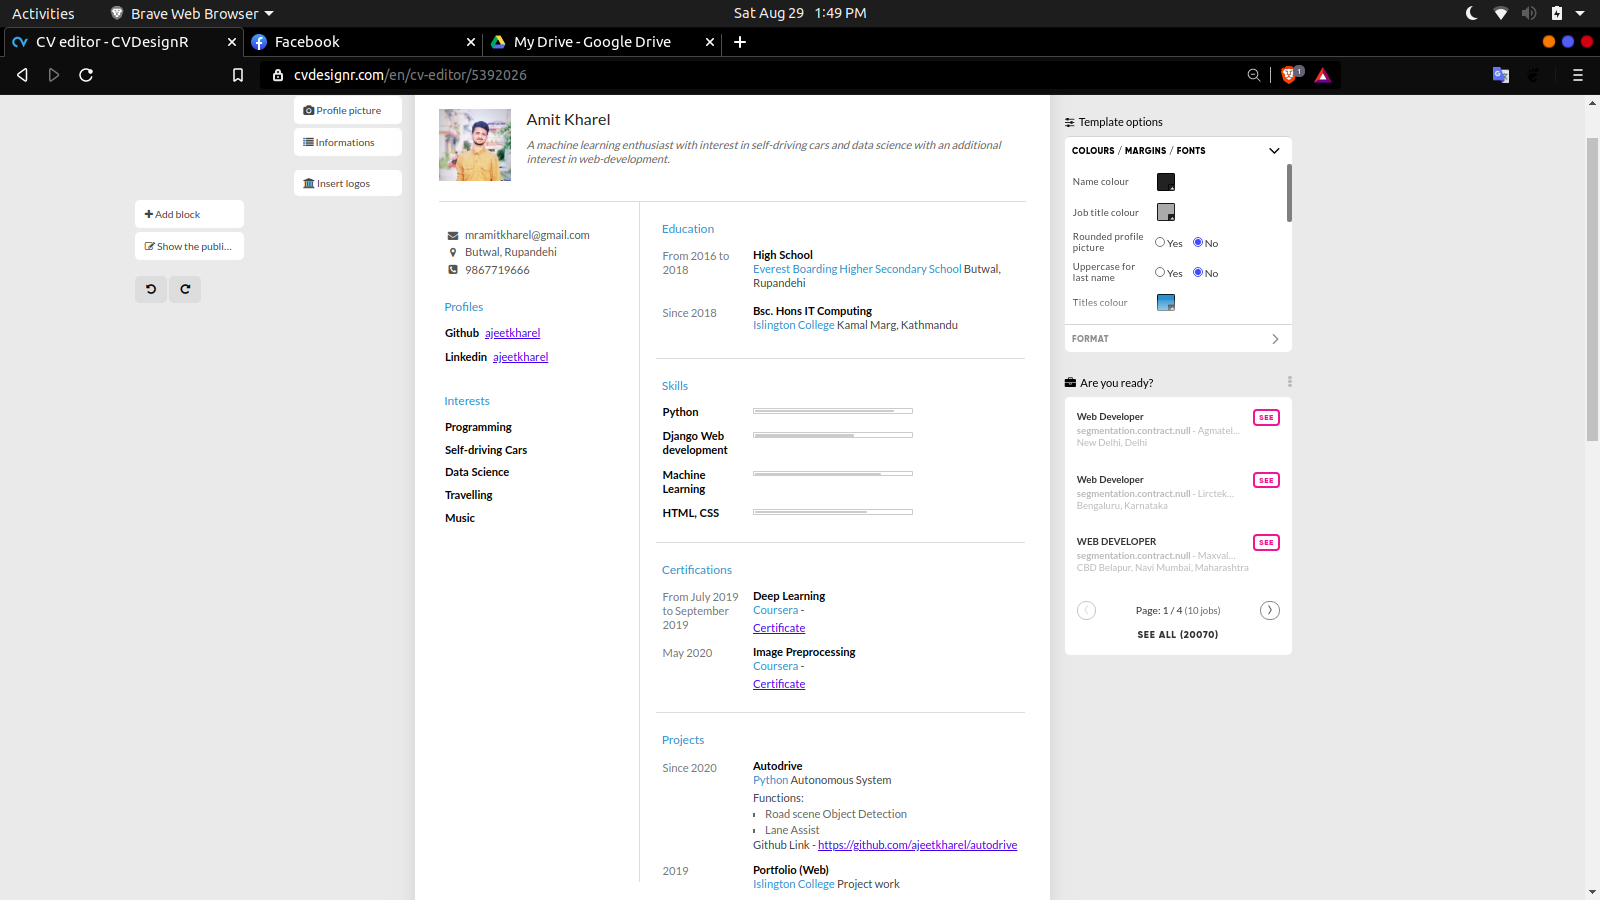 Activities
Brave Web Browser
Sat Aug 29 1:49 PM
CV editor - CVDesignR
Facebook
My Drive - Google Drive
cvdesignr.com/en/cv-editor/5392026
1
Profile picture
Informations
Insert logos
Add block
Show the publi...
Amit Kharel
A machine learning enthusiast with interest in self-driving cars and data science with an additional
interest in web-development.
mramitkharel@gmail.com
Butwal, Rupandehi
9867719666
Profiles
Github ajeetkharel
Linkedin ajeetkharel
Interests
Programming
Self-driving Cars
Data Science
Travelling
Music
Education
From 2016 to
2018
High School
Everest Boarding Higher Secondary School Butwal,
Rupandehi
Since 2018
Bsc. Hons IT Computing
Islington College Kamal Marg, Kathmandu
Skills
Python
Django Web
development
Machine
Learning
HTML, CSS
Certifications
From July 2019
to September
2019
Deep Learning
Coursera -
Certificate
May 2020
Image Preprocessing
Coursera -
Certificate
Projects
Since 2020
Autodrive
Python Autonomous System
Functions:
Road scene Object Detection
Lane Assist
Github Link - https://github.com/ajeetkharel/autodrive
2019
Portfolio (Web)
Islington College Project work
Template options
COLOURS / MARGINS / FONTS
Name colour
Job title colour
Rounded profile
picture
Yes No
Uppercase for
last name
Yes No
Titles colour
FORMAT
Are you ready?
Web Developer
SEE
segmentation.contract.null - Agmatel...
New Delhi, Delhi
Web Developer
SEE
segmentation.contract.null - Lirctek...
Bengaluru, Karnataka
WEB DEVELOPER
SEE
segmentation.contract.null - Maxval...
CBD Belapur, Navi Mumbai, Maharashtra
Page: 1 / 4 (10 jobs)
SEE ALL (20070)